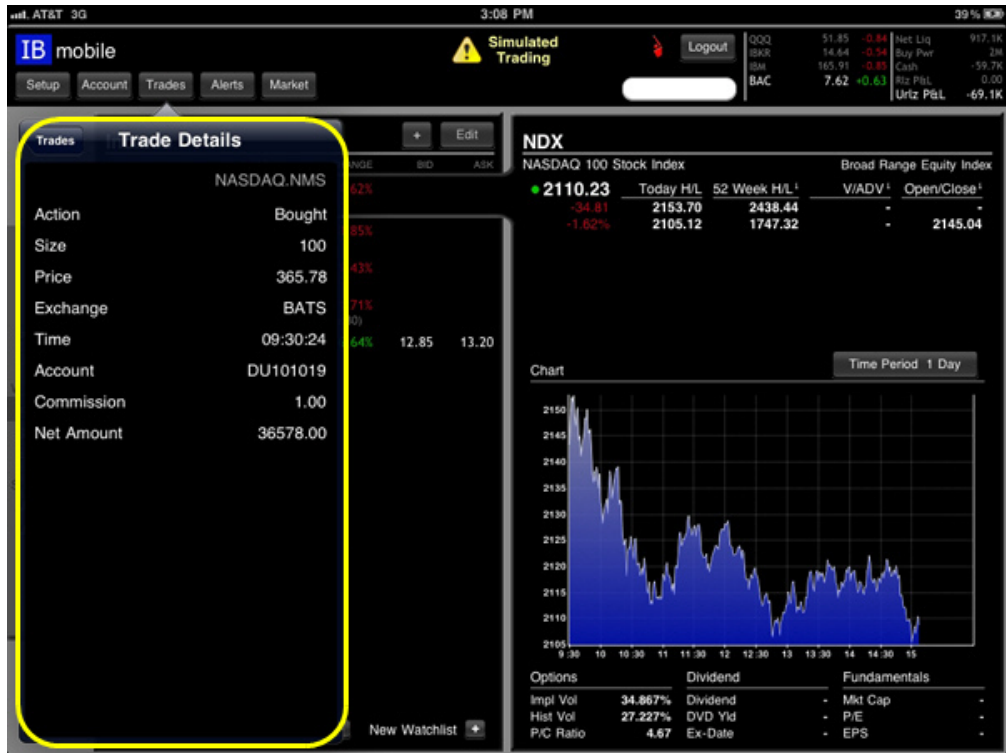 AT&T 3G 3:08 PM 39%
IB mobile
Simulated Trading
Logout
QQQ 51.85 -0.84
IBKR 14.64 -0.54
IBM 165.91 -0.85
BAC 7.62 +0.63
Net Liq 917.1K
Buy Pwr 2M
Cash -59.7K
Rlz P&L 0.00
Urlz P&L -69.1K
Setup Account Trades Alerts Market
Trades Trade Details
NASDAQ.NMS
Action Bought
Size 100
Price 365.78
Exchange BATS
Time 09:30:24
Account DU101019
Commission 1.00
Net Amount 36578.00
+ Edit
BID ASK
62%
85%
43%
71%
64% 12.85 13.20
New Watchlist +
NDX
NASDAQ 100 Stock Index Broad Range Equity Index
2110.23 Today H/L 52 Week H/L V/ADV Open/Close
-34.81 2153.70 2438.44 - -
-1.62% 2105.12 1747.32 - 2145.04
Chart Time Period 1 Day
2150
2145
2140
2135
2130
2125
2120
2115
2110
2105
9:30 10 10:30 11 11:30 12 12:30 13 13:30 14 14:30 15
Options Dividend Fundamentals
Impl Vol 34.867% Dividend - Mkt Cap -
Hist Vol 27.227% DVD Yld - P/E -
P/C Ratio 4.67 Ex-Date - EPS -